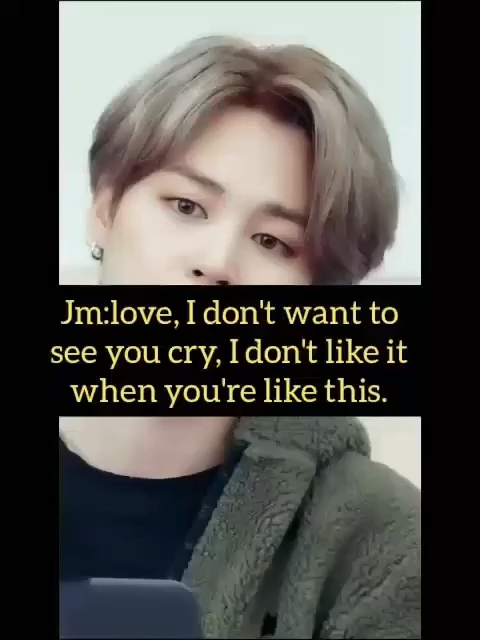 Jm:love, I don't want to
see you cry, I don't like it
when you're like this.